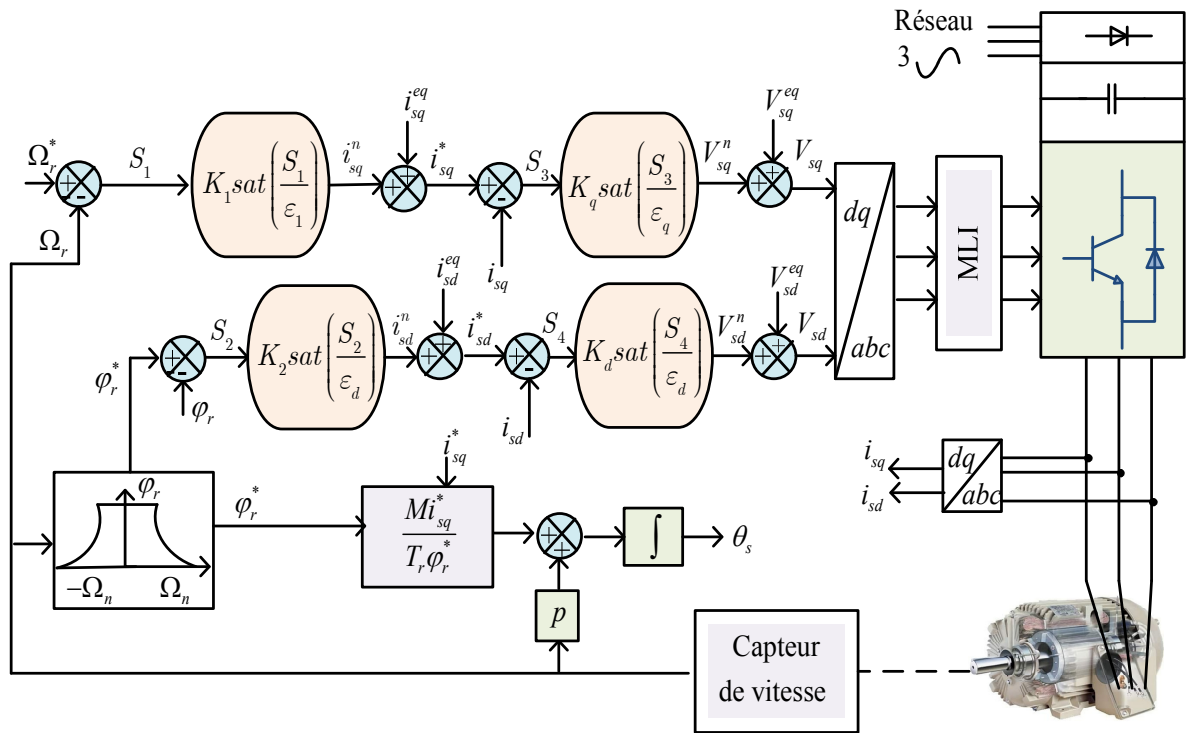 Réseau
3
Ω_r^*
S_1
K_1 sat (S_1 / ε_1)
i_sq^n
i_sq^eq
i_sq^*
S_3
K_q sat (S_3 / ε_q)
V_sq^n
V_sq^eq
V_sq
dq
abc
MLI
Ω_r
i_sq
S_2
K_2 sat (S_2 / ε_d)
i_sd^n
i_sd^eq
i_sd^*
S_4
K_d sat (S_4 / ε_d)
V_sd^n
V_sd^eq
V_sd
φ_r^*
φ_r
i_sd
i_sq
i_sd
dq
abc
φ_r
−Ω_n
Ω_n
φ_r^*
i_sq^*
Mi_sq^* / T_r φ_r^*
∫
θ_s
p
Capteur
de vitesse